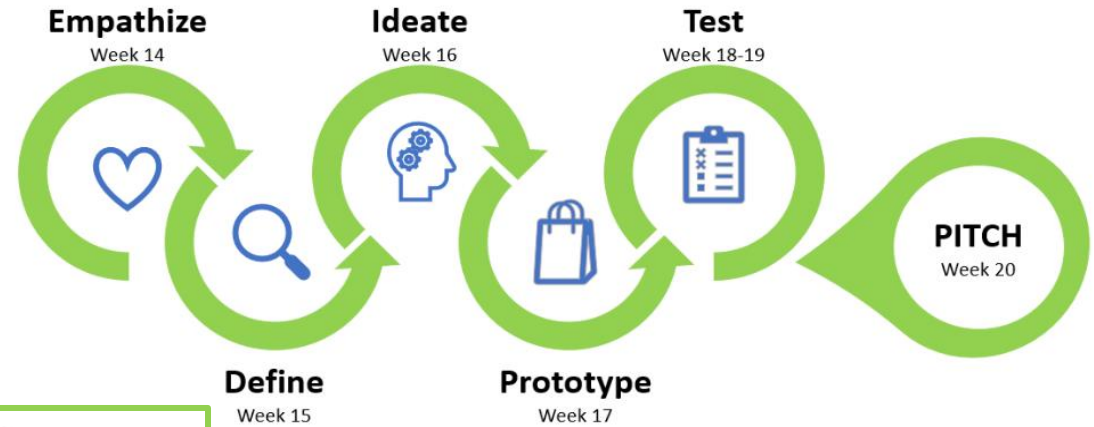 Empathize
Week 14
Ideate
Week 16
Test
Week 18-19
PITCH
Week 20
Define
Week 15
Prototype
Week 17